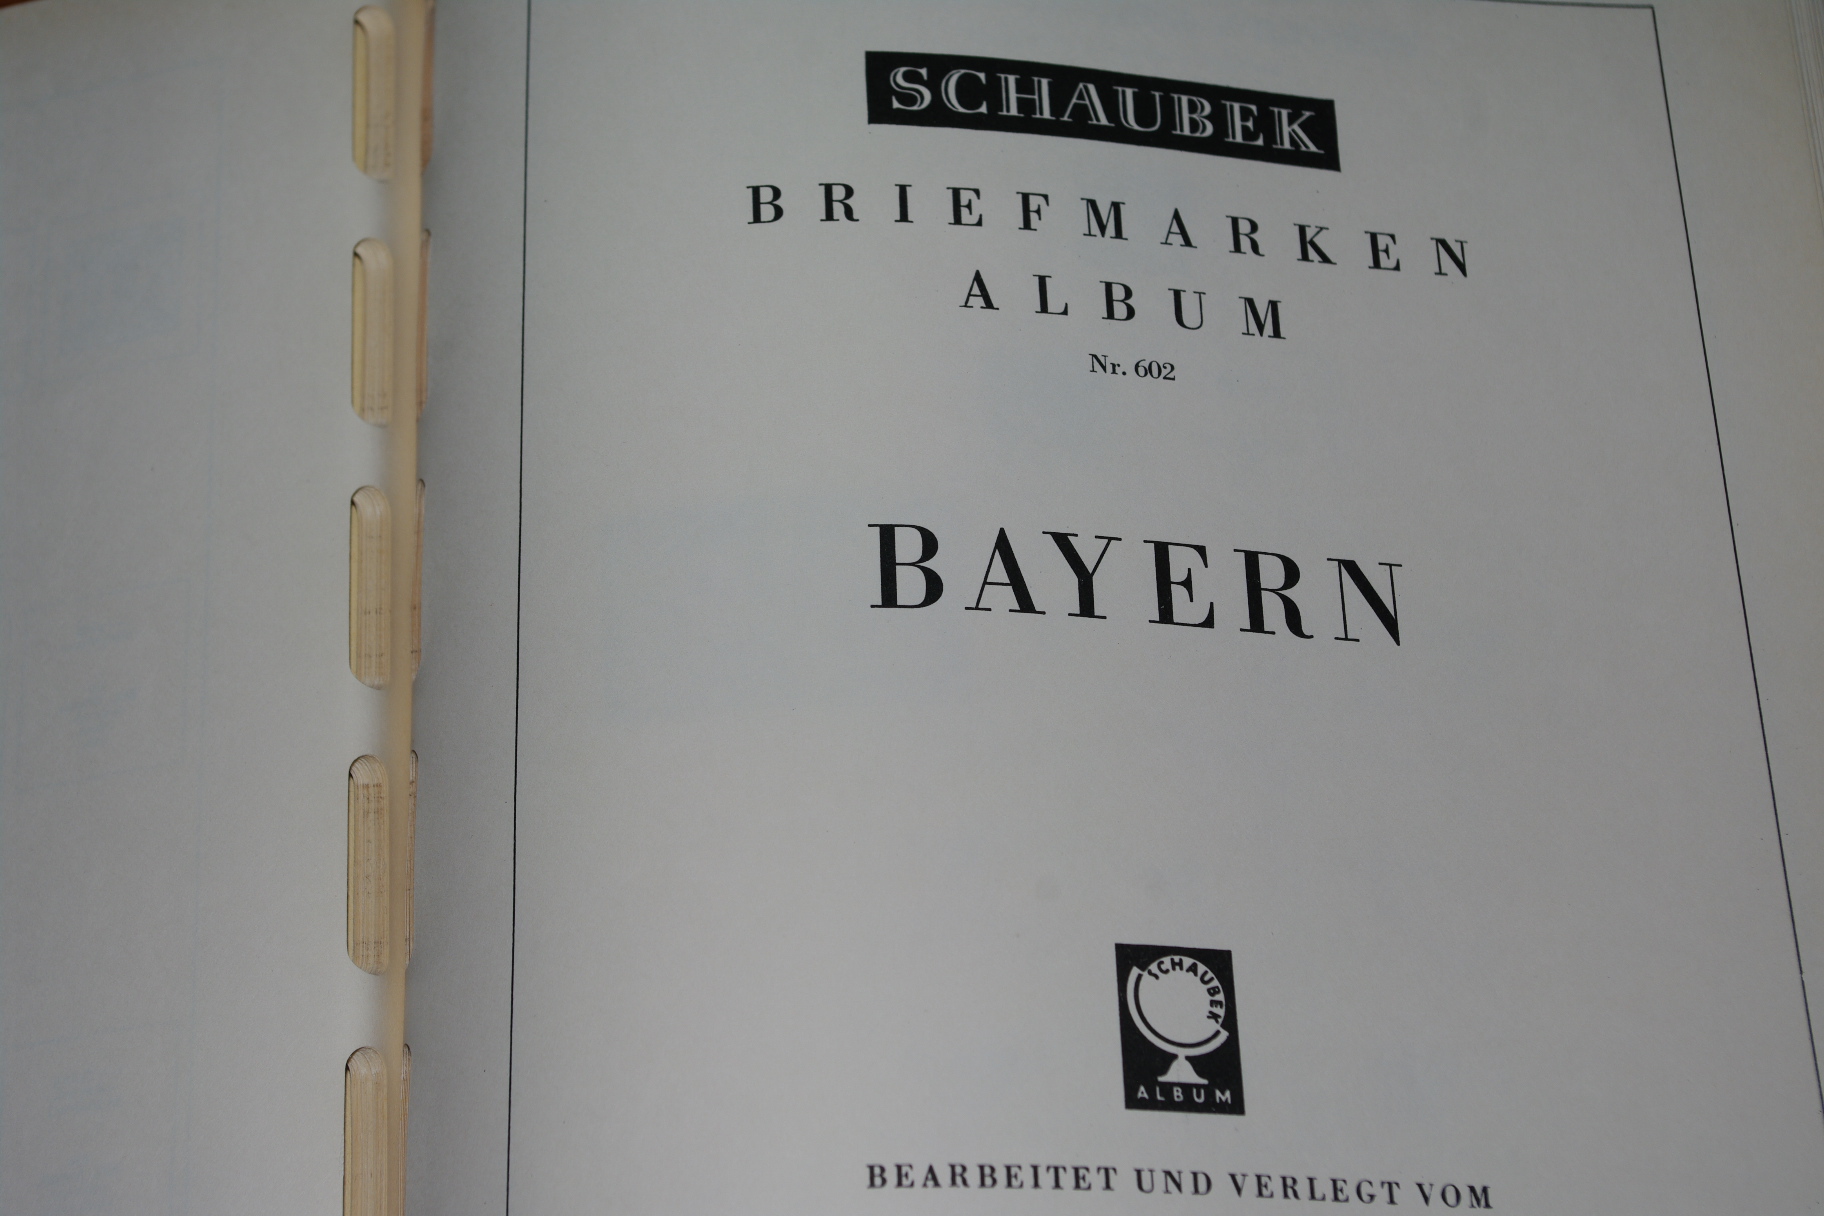 SCHAUBEK
BRIEFMARKEN
ALBUM
Nr. 602
BAYERN
SCHAUBEK
ALBUM
BEARBEITET UND VERLEGT VOM